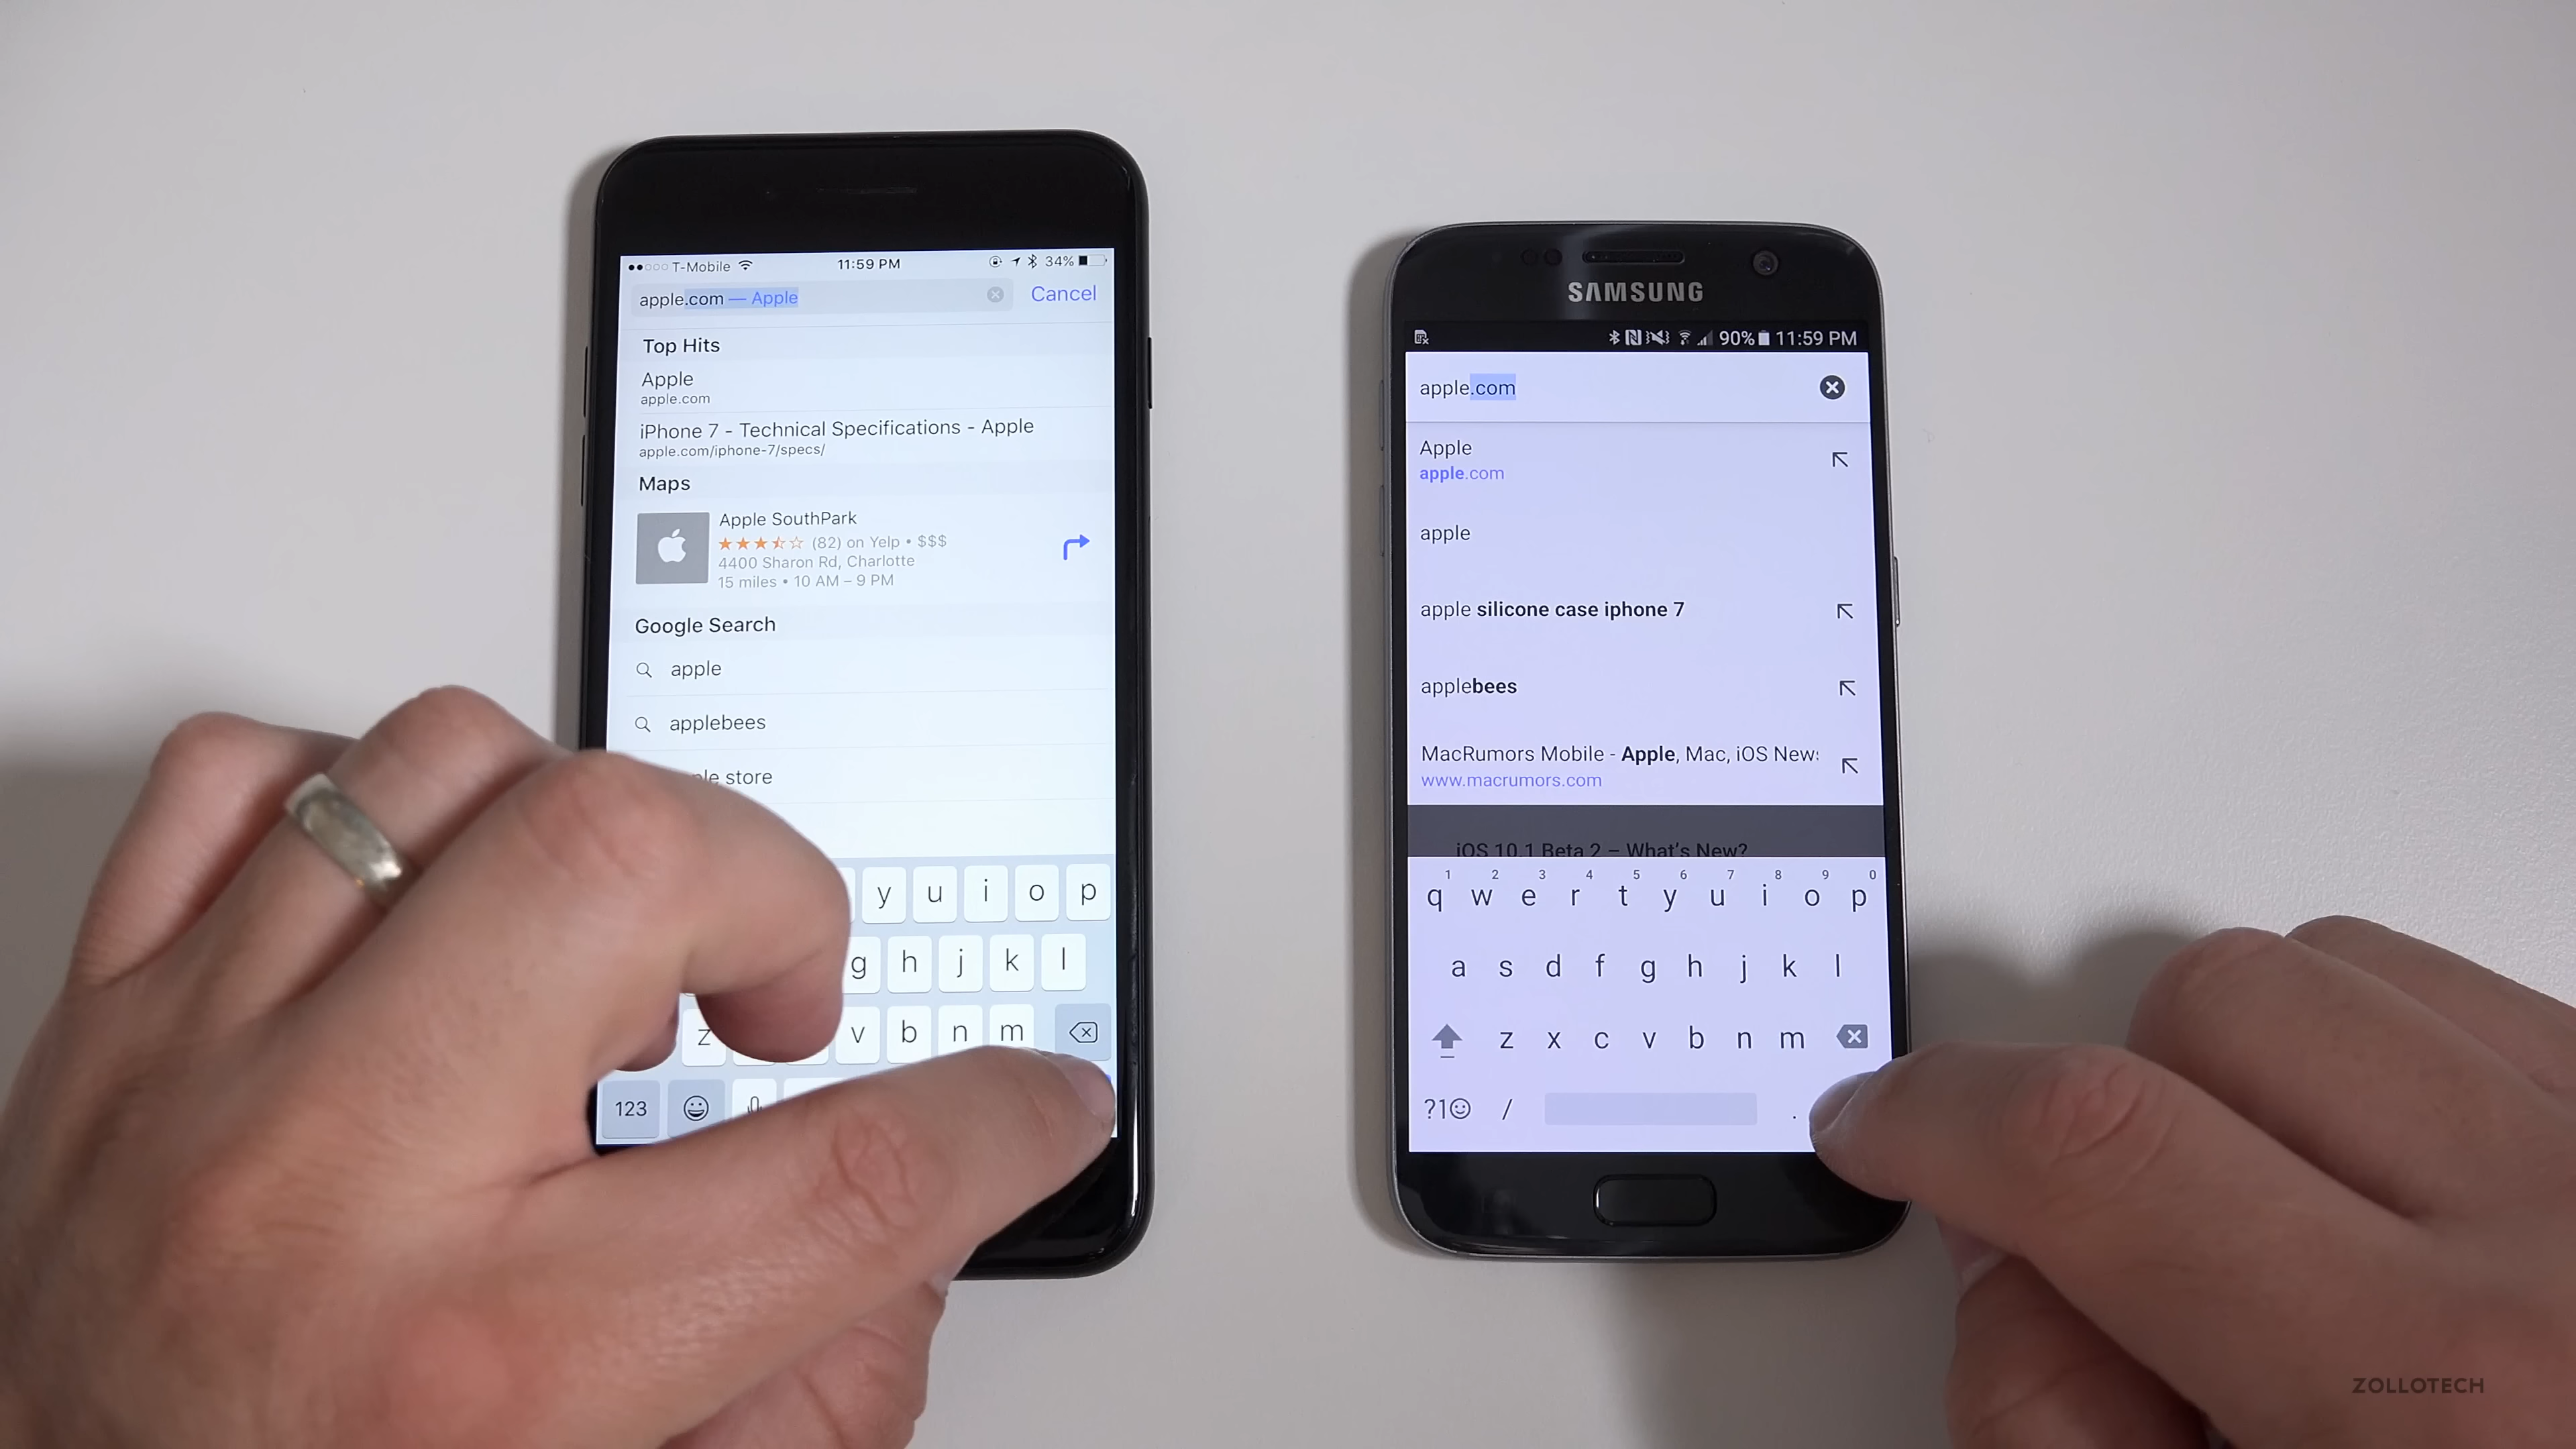 T-Mobile 11:59 PM 34%
apple.com — Apple Cancel
Top Hits
Apple
apple.com
iPhone 7 - Technical Specifications - Apple
apple.com/iphone-7/specs/
Maps
Apple SouthPark
(82) on Yelp • $$$
4400 Sharon Rd, Charlotte
15 miles • 10 AM – 9 PM
Google Search
apple
applebees
store
y u i o p
g h j k l
z v b n m
123
SAMSUNG
90% 11:59 PM
apple.com
Apple
apple.com
apple
apple silicone case iphone 7
applebees
MacRumors Mobile - Apple, Mac, iOS New
www.macrumors.com
iOS 10.1 Beta 2 – What's New?
1 2 3 4 5 6 7 8 9 0
q w e r t y u i o p
a s d f g h j k l
z x c v b n m
?1☺ / .
ZOLLOTECH